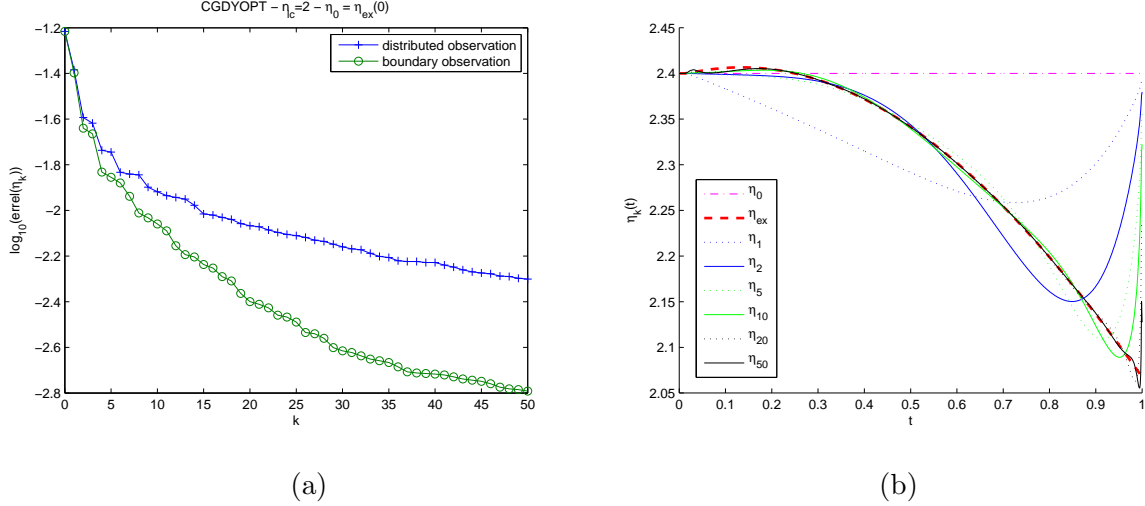 CGDYOPT − η_c=2 − η_0 = η_ex(0)
distributed observation
boundary observation
log_10(errel(η_k))
−1.2
−1.4
−1.6
−1.8
−2
−2.2
−2.4
−2.6
−2.8
0 5 10 15 20 25 30 35 40 45 50
k
(a)
η_k(t)
2.4
2.35
2.3
2.25
2.2
2.15
2.1
2.05
η_0
η_ex
η_1
η_2
η_5
η_10
η_20
η_50
0 0.1 0.2 0.3 0.4 0.5 0.6 0.7 0.8 0.9 1
t
(b)